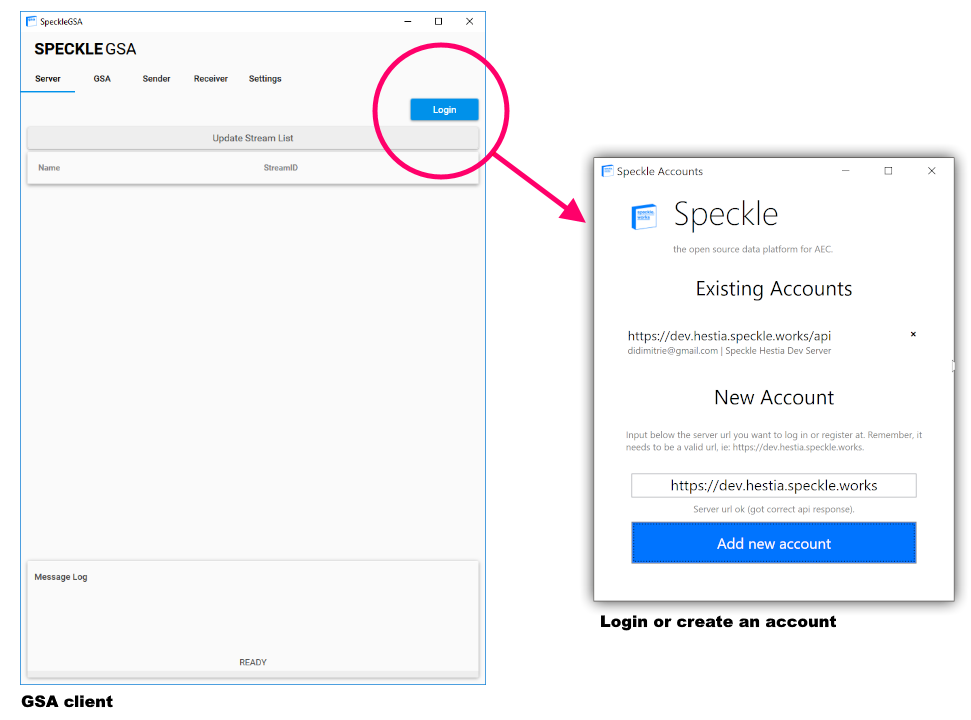 SpeckleGSA
SPECKLE GSA
Server GSA Sender Receiver Settings
Login
Update Stream List
Name StreamID
Message Log
READY
GSA client
Speckle Accounts
speckle works
Speckle
the open source data platform for AEC.
Existing Accounts
https://dev.hestia.speckle.works/api
didimitrie@gmail.com | Speckle Hestia Dev Server
New Account
Input below the server url you want to log in or register at. Remember, it
needs to be a valid url, ie: https://dev.hestia.speckle.works.
https://dev.hestia.speckle.works
Server url ok (got correct api response).
Add new account
Login or create an account